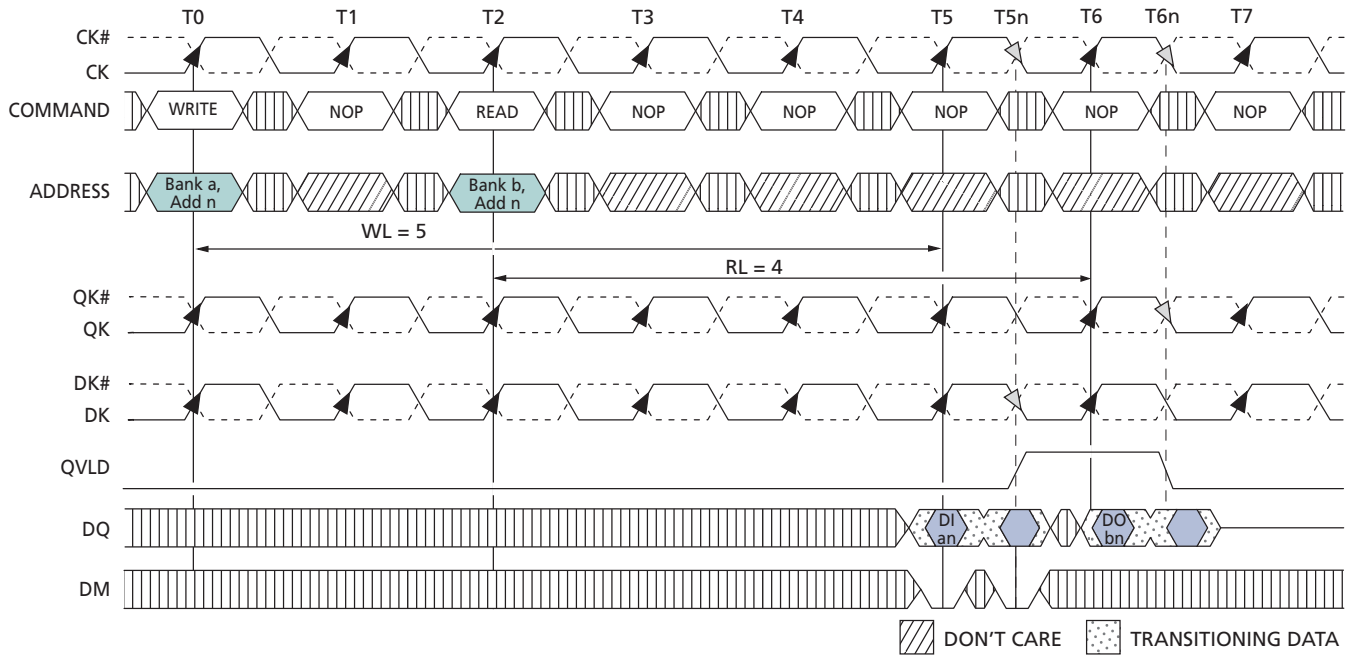 T0 T1 T2 T3 T4 T5 T5n T6 T6n T7
CK#
CK
COMMAND WRITE NOP READ NOP NOP NOP NOP NOP
ADDRESS Bank a, Add n Bank b, Add n
WL = 5
RL = 4
QK#
QK
DK#
DK
QVLD
DQ DI an DO bn
DM
DON'T CARE TRANSITIONING DATA